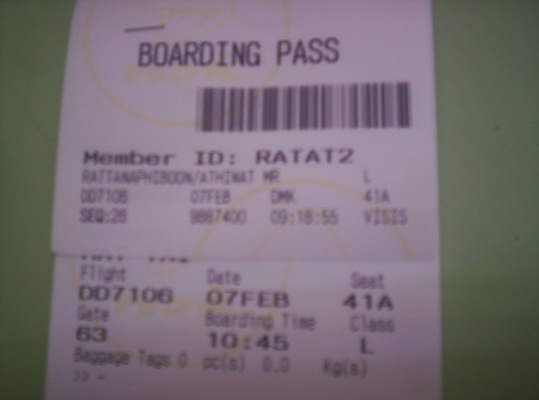 BOARDING PASS
Member ID: RATAT2
RATTANAPHIBOON/ATHIWAT MR L
DD7106 07FEB DMK 41A
SEQ:26 9887400 09:18:55 VISIS
Flight Date Seat
DD7106 07FEB 41A
Gate Boarding Time Class
63 10:45 L
Baggage Tags 0 pc(s) 0.0 Kg(s)
>> -